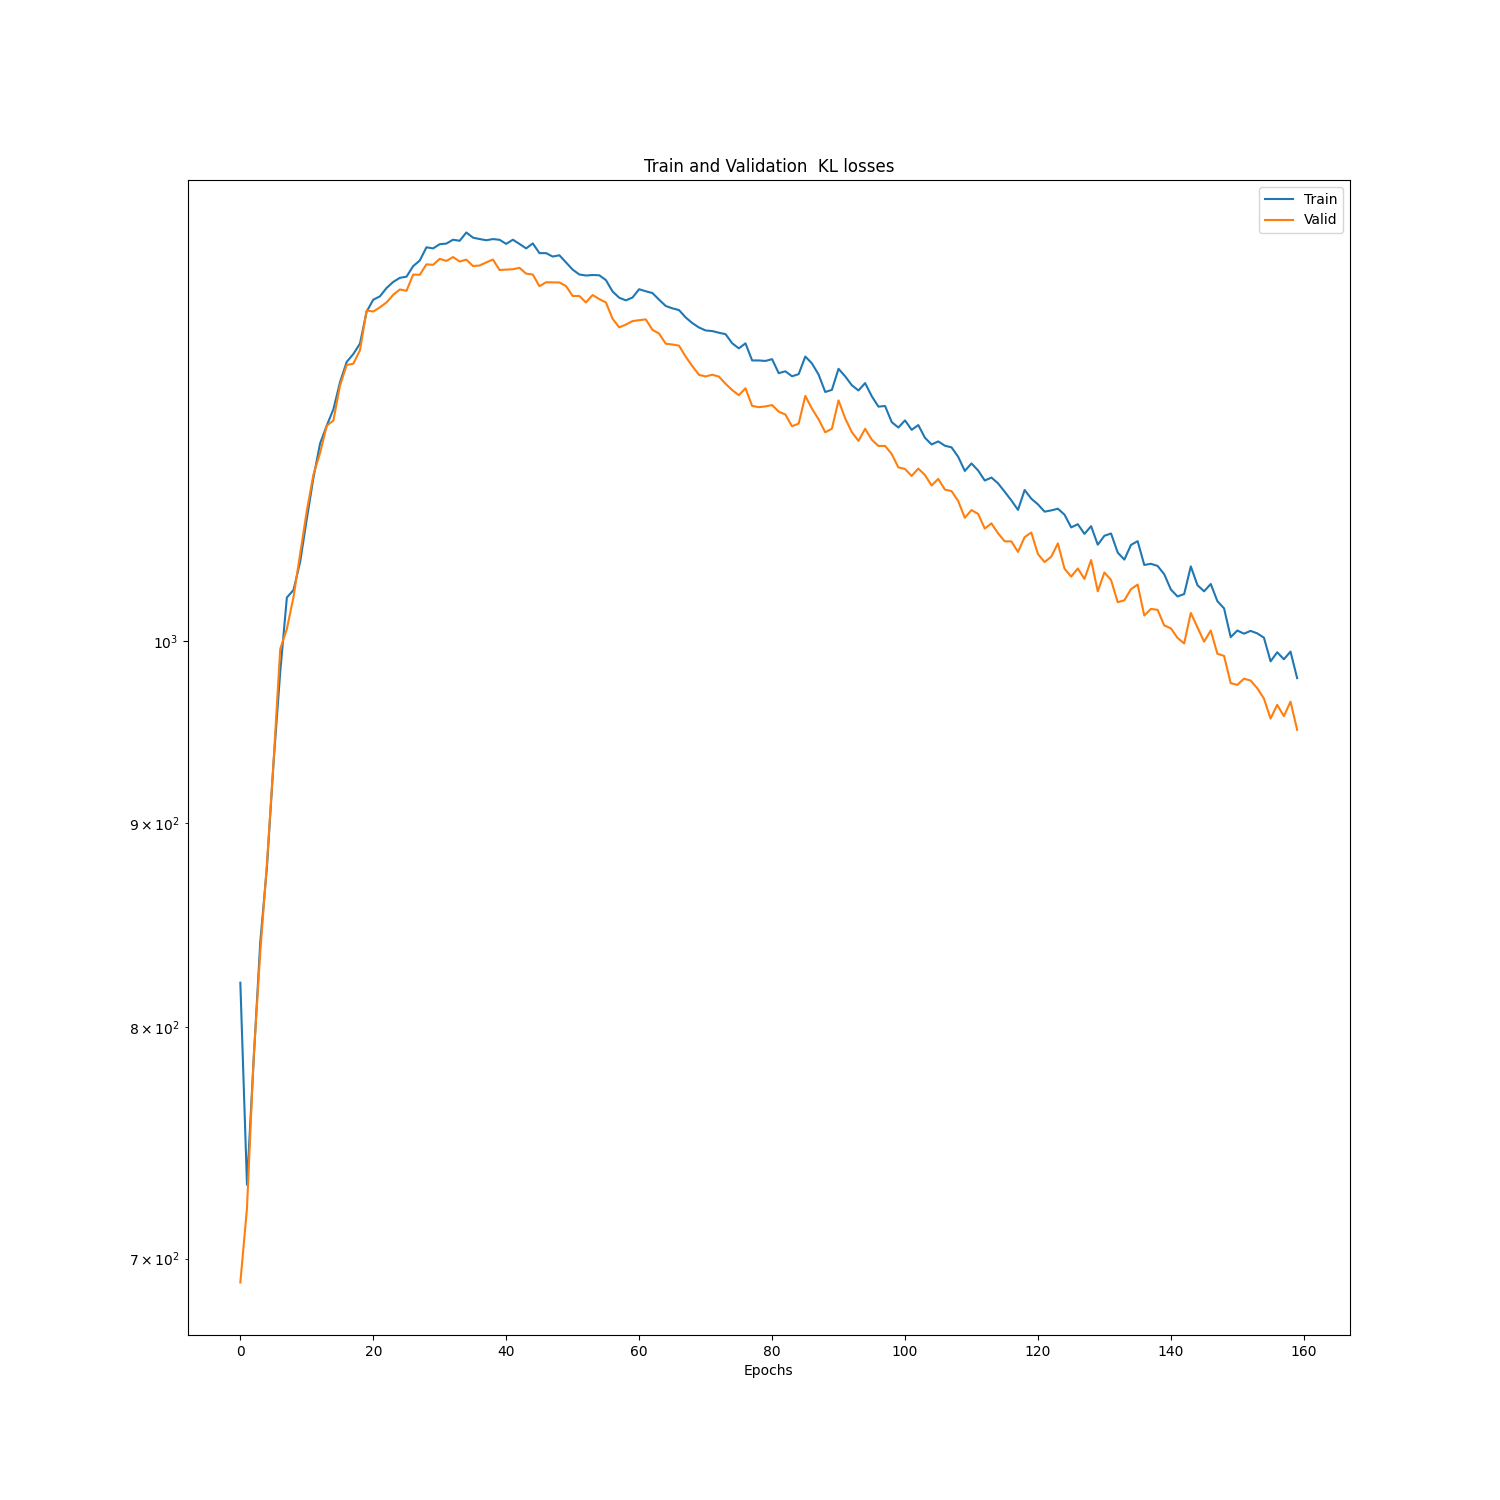 Train and Validation  KL losses
Train
Valid
10³
9 × 10²
8 × 10²
7 × 10²
0 20 40 60 80 100 120 140 160
Epochs